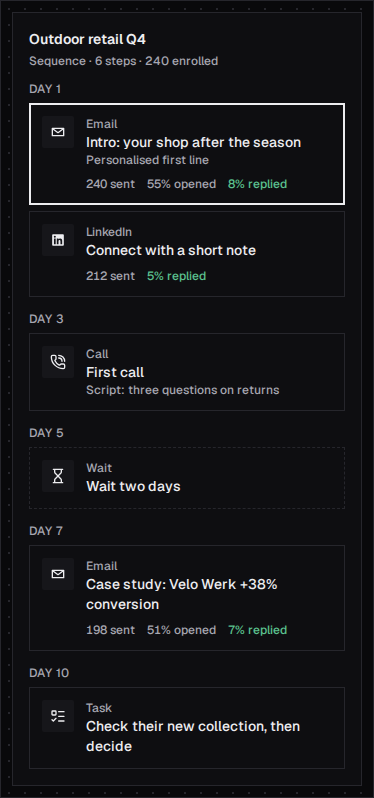 Outdoor retail Q4
Sequence · 6 steps · 240 enrolled
DAY 1
Email
Intro: your shop after the season
Personalised first line
240 sent 55% opened 8% replied
LinkedIn
Connect with a short note
212 sent 5% replied
DAY 3
Call
First call
Script: three questions on returns
DAY 5
Wait
Wait two days
DAY 7
Email
Case study: Velo Werk +38%
conversion
198 sent 51% opened 7% replied
DAY 10
Task
Check their new collection, then
decide